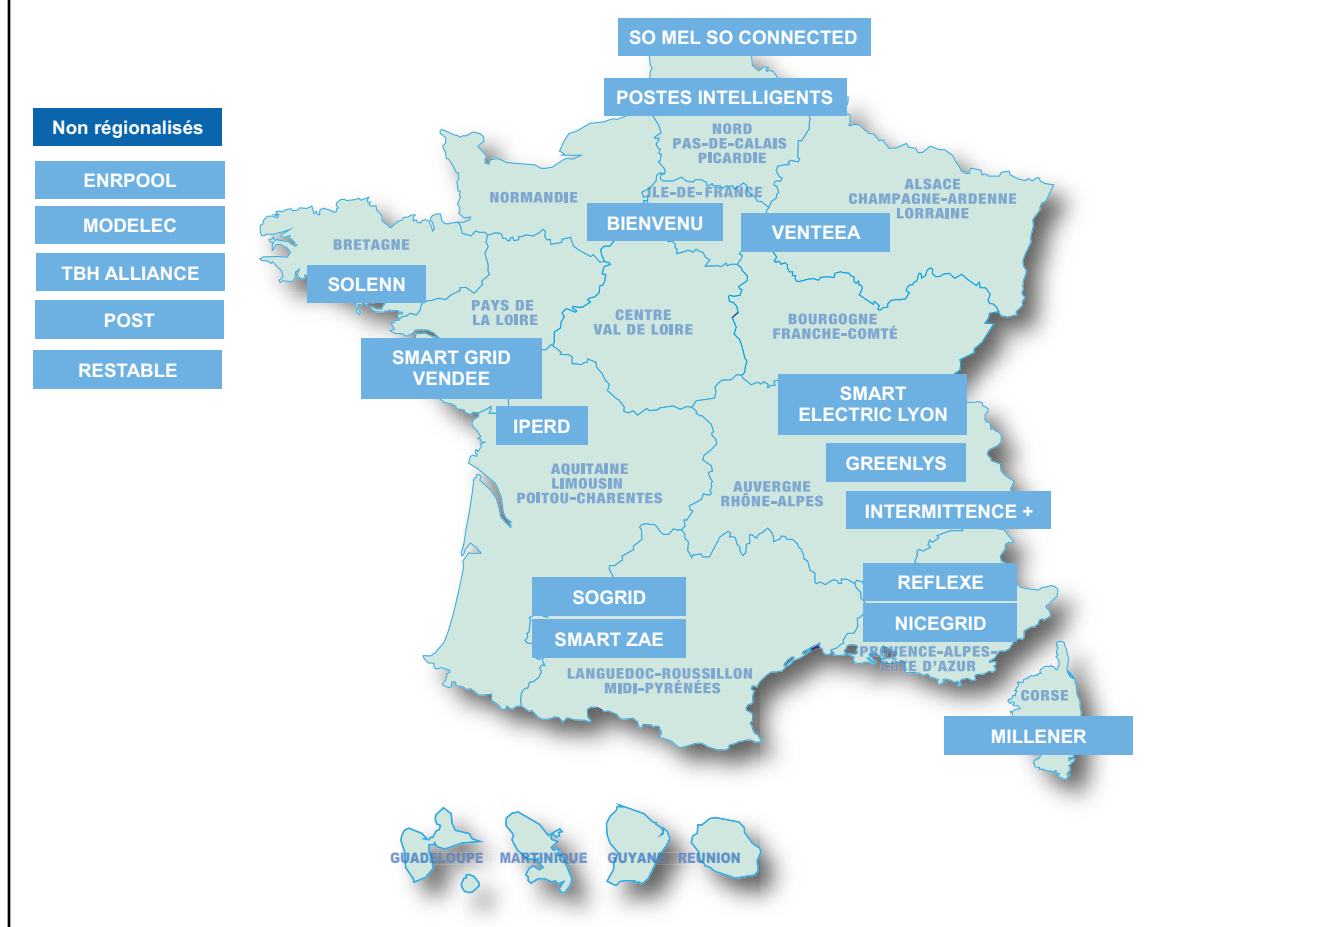 SO MEL SO CONNECTED
POSTES INTELLIGENTS
Non régionalisés
ENRPOOL
MODELEC
TBH ALLIANCE
POST
RESTABLE
NORD
PAS-DE-CALAIS
PICARDIE
NORMANDIE
ILE-DE-FRANCE
ALSACE
CHAMPAGNE-ARDENNE
LORRAINE
BIENVENU
VENTEEA
BRETAGNE
SOLENN
PAYS DE
LA LOIRE
CENTRE
VAL DE LOIRE
BOURGOGNE
FRANCHE-COMTÉ
SMART GRID
VENDEE
SMART
ELECTRIC LYON
IPERD
GREENLYS
AQUITAINE
LIMOUSIN
POITOU-CHARENTES
AUVERGNE
RHÔNE-ALPES
INTERMITTENCE +
REFLEXE
SOGRID
NICEGRID
SMART ZAE
PROVENCE-ALPES-
CÔTE D'AZUR
LANGUEDOC-ROUSSILLON
MIDI-PYRÉNÉES
CORSE
MILLENER
GUADELOUPE
MARTINIQUE
GUYANE
REUNION